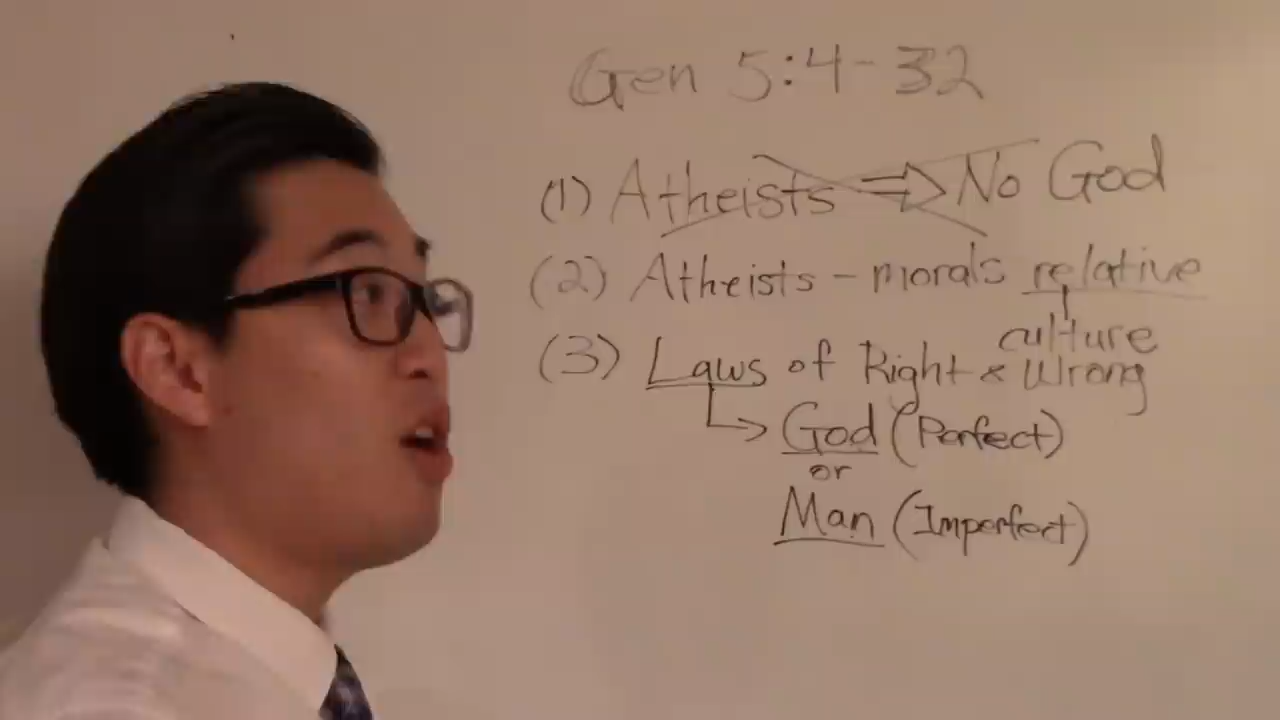 Gen 5:4-32
(1) Atheists ⇒ No God
(2) Atheists - morals relative
culture
(3) Laws of Right & Wrong
↳ God (Perfect)
or
Man (Imperfect)